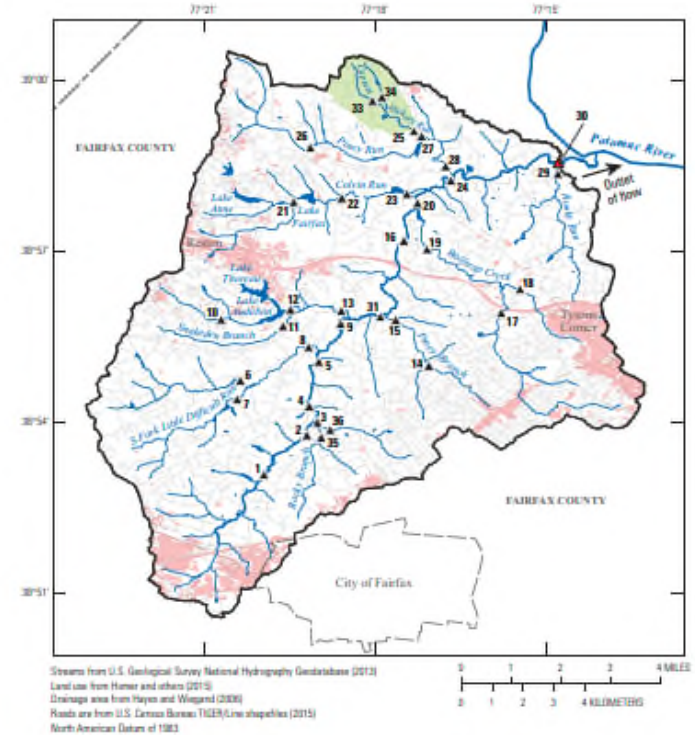 77°21'
77°18'
77°15'
39°00'
38°57'
38°54'
38°51'
FAIRFAX COUNTY
Potomac River
Outlet of flow
34
33
25
27
26
Piney Run
28
30
29
24
Colvin Run
Lake Anne
Lake Fairfax
21
22
23
20
16
19
18
17
Reston
Lake Thoreau
Lake Audubon
Tysons Corner
10
12
11
13
9
31
15
14
Snakeden Branch
8
5
6
7
S Fork Little Difficult Run
4
3
36
2
35
1
Rocky Branch
FAIRFAX COUNTY
City of Fairfax
Streams from U.S. Geological Survey National Hydrography Geodatabase (2013)
Land use from Homer and others (2015)
Drainage area from Hayes and Wiegand (2006)
Roads are from U.S. Census Bureau TIGER/Line shapefiles (2015)
North American Datum of 1983
0 1 2 3 4 MILES
0 1 2 3 4 KILOMETERS